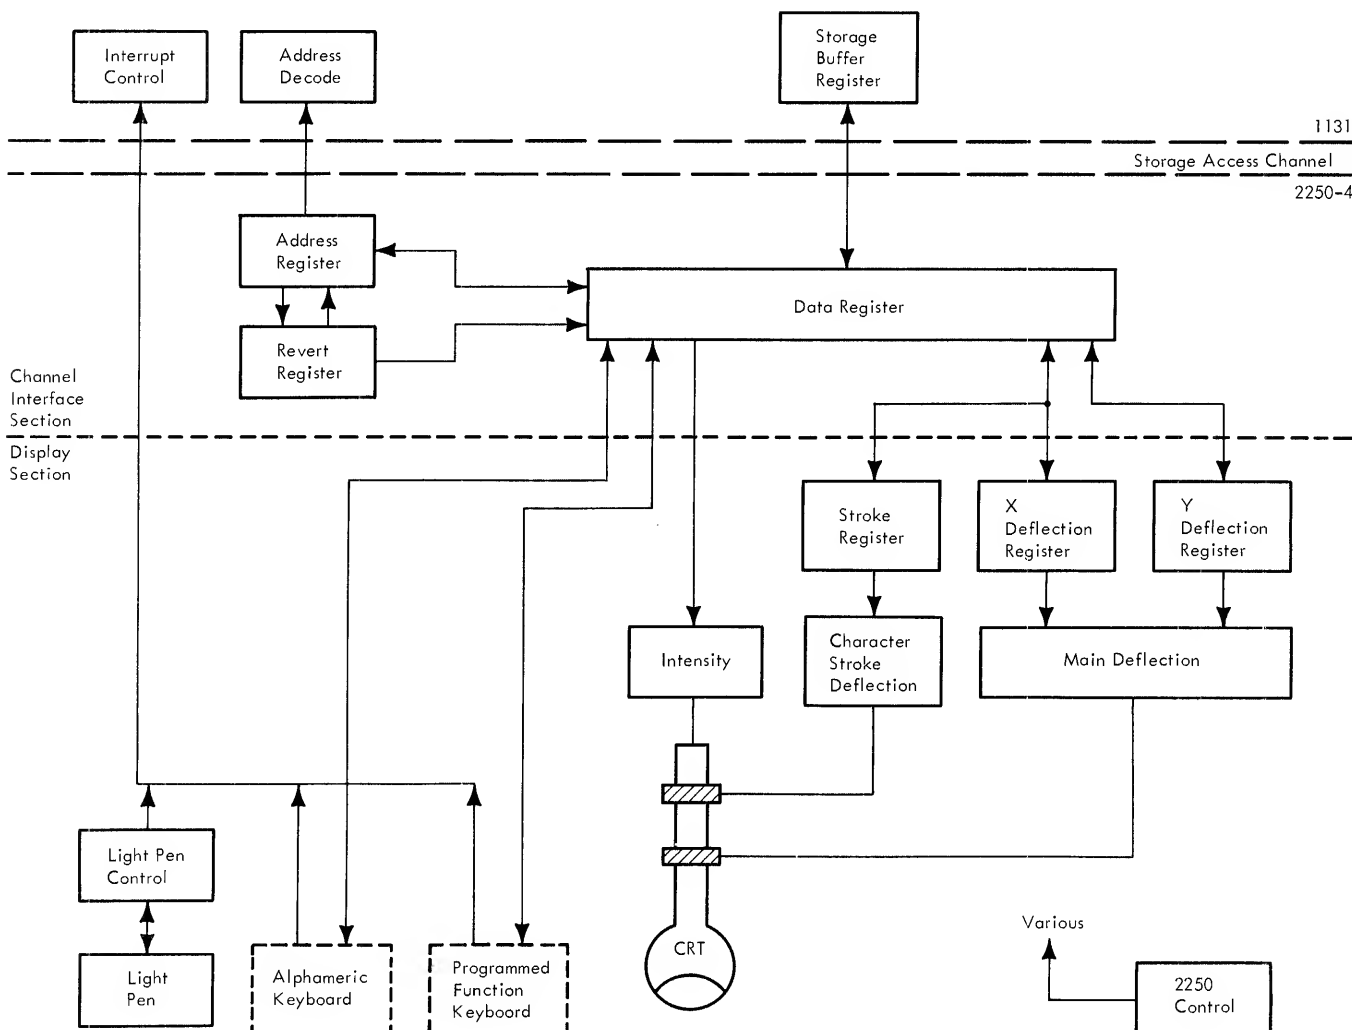 Interrupt
Control
Address
Decode
Storage
Buffer
Register
1131
Storage Access Channel
2250-4
Address
Register
Data Register
Revert
Register
Channel
Interface
Section
Display
Section
Stroke
Register
X
Deflection
Register
Y
Deflection
Register
Intensity
Character
Stroke
Deflection
Main Deflection
Light Pen
Control
Light
Pen
Alphameric
Keyboard
Programmed
Function
Keyboard
CRT
Various
2250
Control